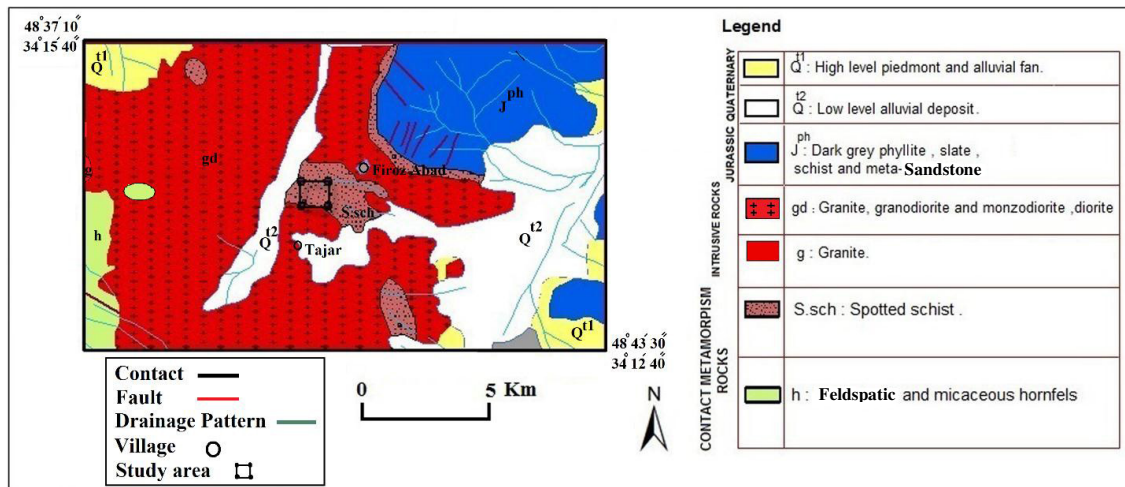 48° 37' 10"
34° 15' 40"
Q t1
gd
J ph
g
Firoz Abad
S.sch
h
Q t2
Tajar
Q t2
Q t1
48° 43' 30"
34° 12' 40"
Contact
Fault
Drainage Pattern
Village
Study area
0 5 Km
N
Legend
QUATERNARY
Q t1 : High level piedmont and alluvial fan.
Q t2 : Low level alluvial deposit.
JURASSIC
J ph : Dark grey phyllite , slate ,
schist and meta-Sandstone
INTRUSIVE ROCKS
gd : Granite, granodiorite and monzodiorite ,diorite
g : Granite.
CONTACT METAMORPISM
ROCKS
S.sch : Spotted schist .
h : Feldspatic and micaceous hornfels